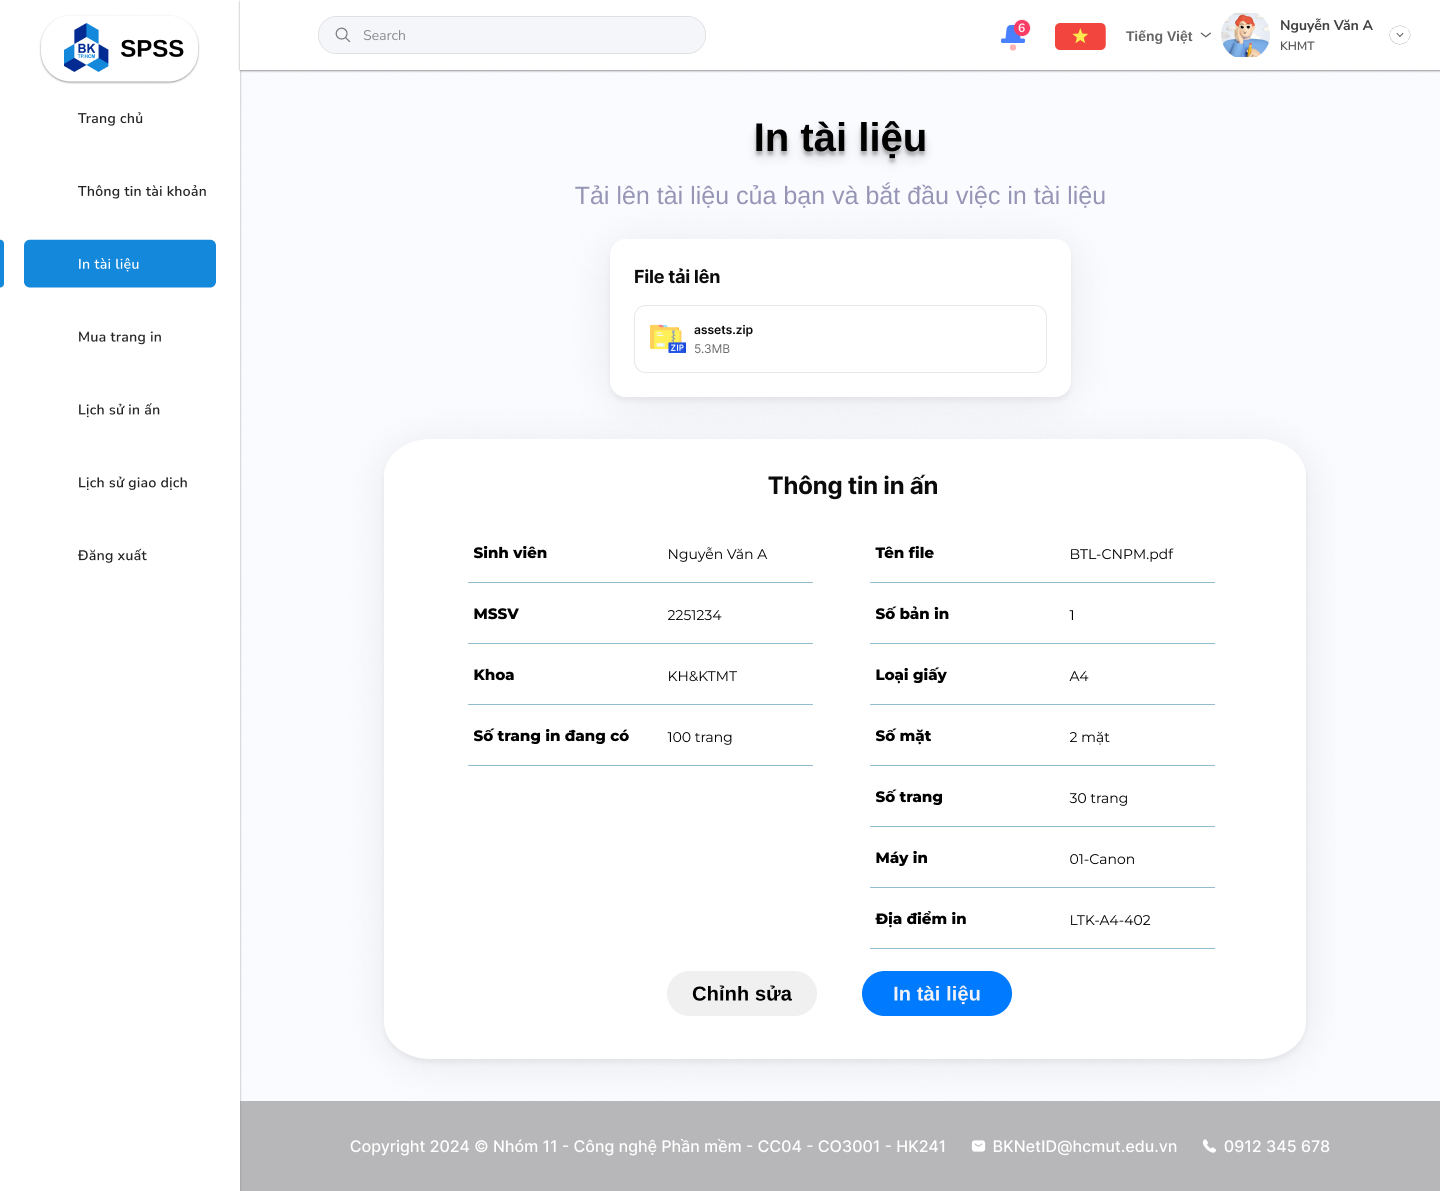 BK
TP.HCM
SPSS
Search
6
Tiếng Việt
Nguyễn Văn A
KHMT
Trang chủ
Thông tin tài khoản
In tài liệu
Mua trang in
Lịch sử in ấn
Lịch sử giao dịch
Đăng xuất
In tài liệu
Tải lên tài liệu của bạn và bắt đầu việc in tài liệu
File tải lên
assets.zip
ZIP
5.3MB
Thông tin in ấn
Sinh viên Nguyễn Văn A
MSSV 2251234
Khoa KH&KTMT
Số trang in đang có 100 trang
Tên file BTL-CNPM.pdf
Số bản in 1
Loại giấy A4
Số mặt 2 mặt
Số trang 30 trang
Máy in 01-Canon
Địa điểm in LTK-A4-402
Chỉnh sửa
In tài liệu
Copyright 2024 © Nhóm 11 - Công nghệ Phần mềm - CC04 - CO3001 - HK241 BKNetID@hcmut.edu.vn 0912 345 678